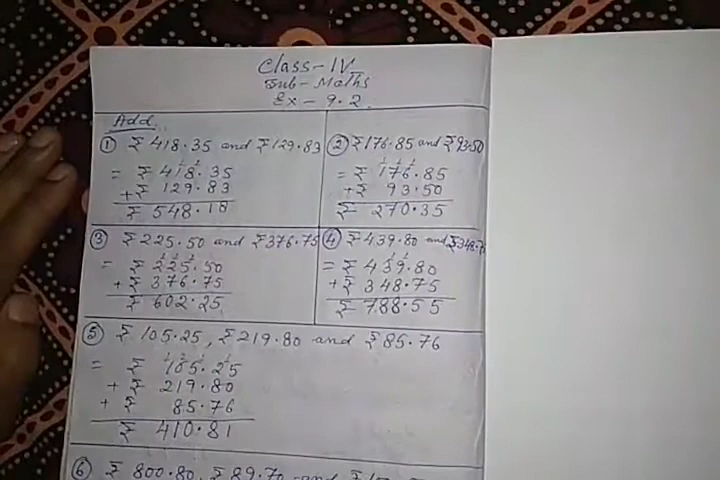 Class-IV
Sub-Maths
Ex-9.2.
Add.
① ₹ 418.35 and ₹129.83
= ₹ 418.35
+ ₹ 129.83
₹ 548.18
② ₹176.85 and ₹93.50
= ₹ 176.85
+ ₹ 93.50
₹ 270.35
③ ₹225.50 and ₹376.75
= ₹ 225.50
+ ₹ 376.75
₹ 602.25
④ ₹439.80 and ₹348.75
= ₹ 439.80
+ ₹ 348.75
₹ 788.55
⑤ ₹ 105.25, ₹219.80 and ₹85.76
= ₹ 105.25
+ ₹ 219.80
+ ₹ 85.76
₹ 410.81
⑥ ₹ 800.80, ₹89.70 and